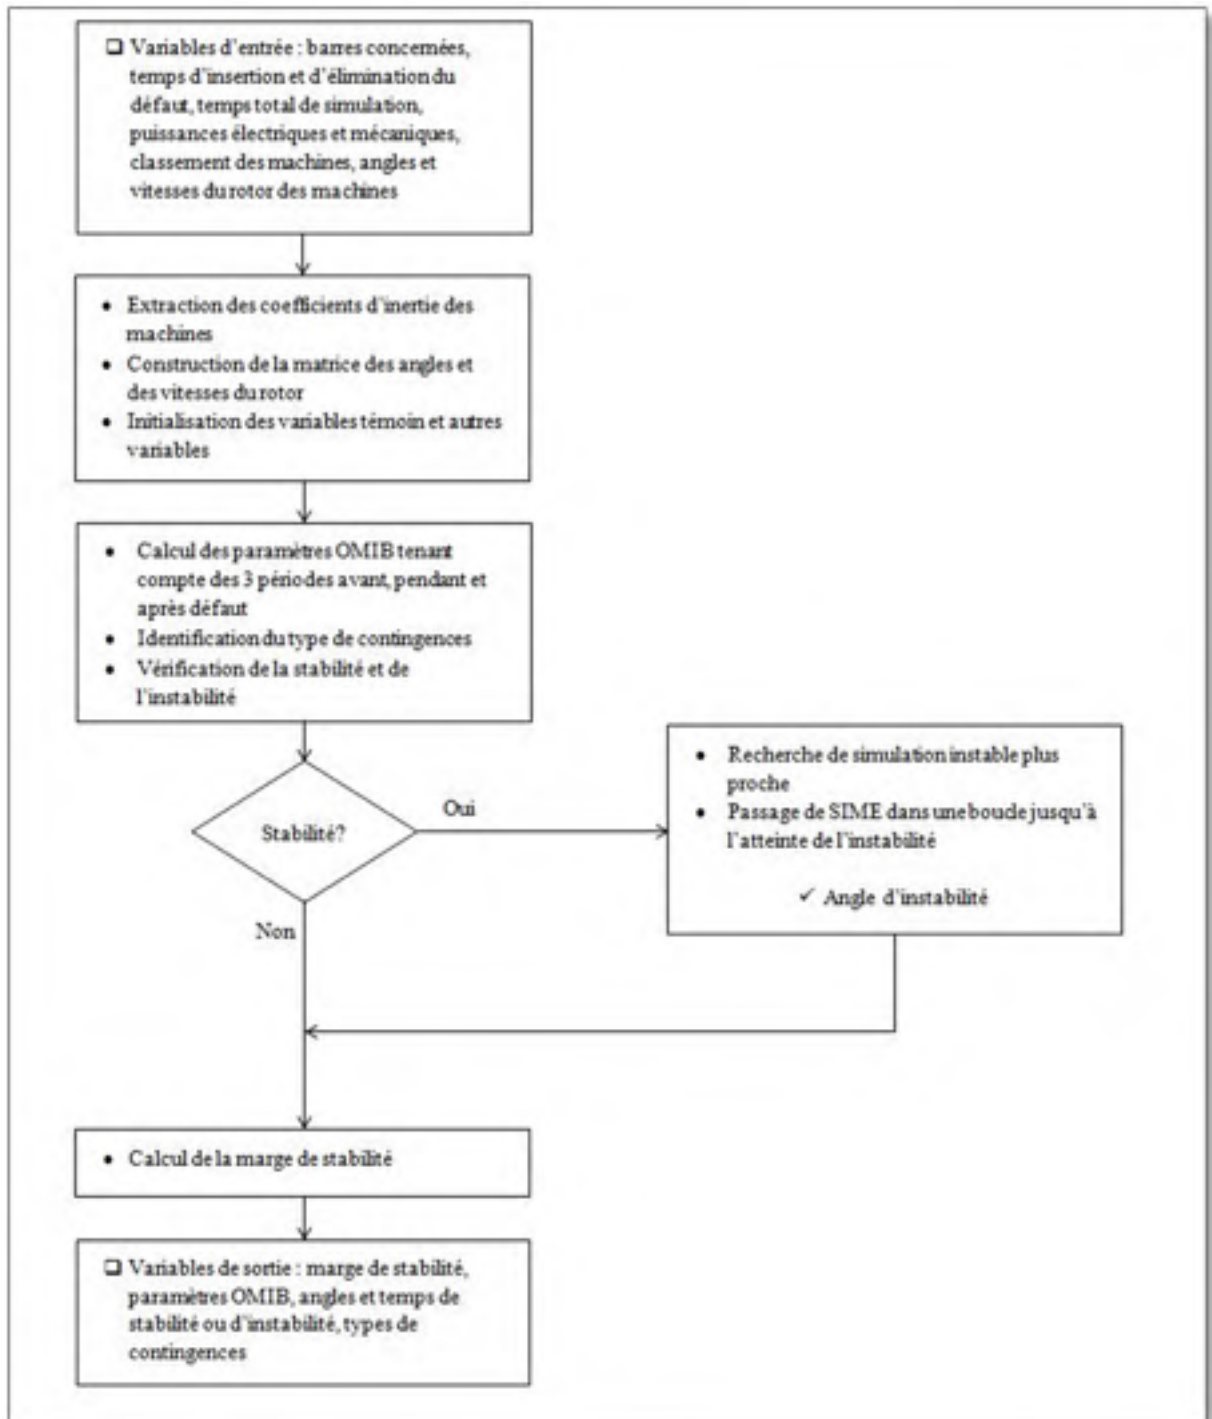 ❑ Variables d'entrée : barres concernées,
temps d'insertion et d'élimination du
défaut, temps total de simulation,
puissances électriques et mécaniques,
classement des machines, angles et
vitesses du rotor des machines
• Extraction des coefficients d'inertie des
machines
• Construction de la matrice des angles et
des vitesses du rotor
• Initialisation des variables témoin et autres
variables
• Calcul des paramètres OMIB tenant
compte des 3 périodes avant, pendant et
après défaut
• Identification du type de contingences
• Vérification de la stabilité et de
l'instabilité
Stabilité?
Oui
• Recherche de simulation instable plus
proche
• Passage de SIME dans une boucle jusqu'à
l'atteinte de l'instabilité
✓ Angle d'instabilité
Non
• Calcul de la marge de stabilité
❑ Variables de sortie : marge de stabilité,
paramètres OMIB, angles et temps de
stabilité ou d'instabilité, types de
contingences